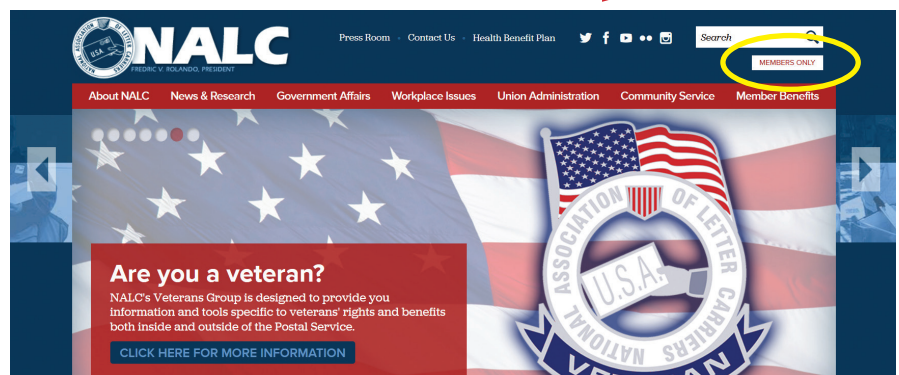 NALC
FREDRIC V. ROLANDO, PRESIDENT
Press Room
Contact Us
Health Benefit Plan
Search
MEMBERS ONLY
About NALC
News & Research
Government Affairs
Workplace Issues
Union Administration
Community Service
Member Benefits
Are you a veteran?
NALC's Veterans Group is designed to provide you
information and tools specific to veterans' rights and benefits
both inside and outside of the Postal Service.
CLICK HERE FOR MORE INFORMATION
NATIONAL ASSOCIATION OF LETTER CARRIERS
U.S.A.
VETERAN
ASSOCIATION OF LETTER CARRIERS
USA